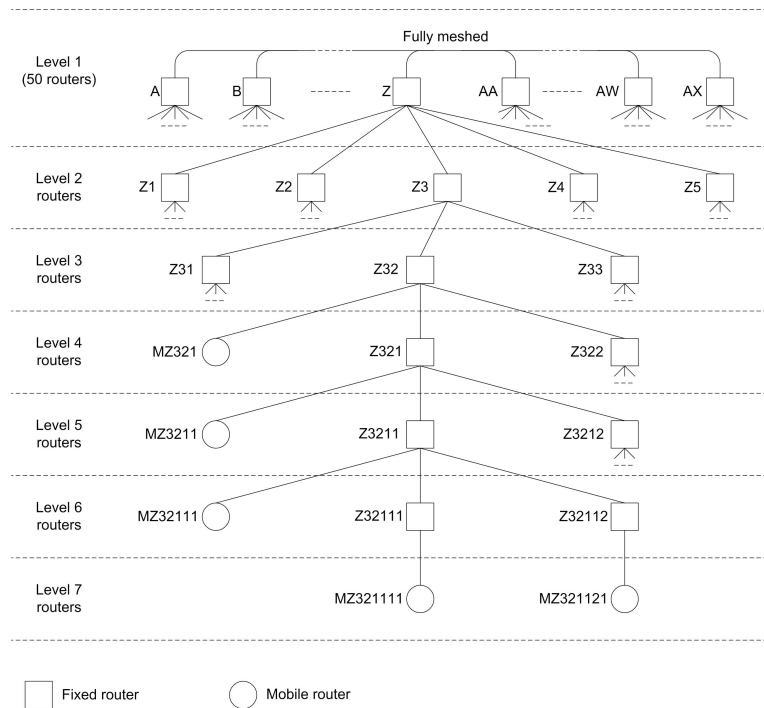 Fully meshed
Level 1
(50 routers)
A
B
Z
AA
AW
AX
Level 2
routers
Z1
Z2
Z3
Z4
Z5
Level 3
routers
Z31
Z32
Z33
Level 4
routers
MZ321
Z321
Z322
Level 5
routers
MZ3211
Z3211
Z3212
Level 6
routers
MZ32111
Z32111
Z32112
Level 7
routers
MZ321111
MZ321121
Fixed router
Mobile router